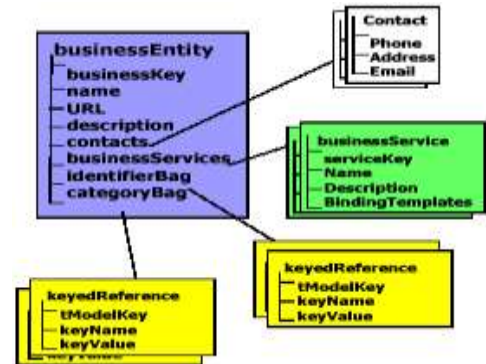 businessEntity
businessKey
name
URL
description
contacts
businessServices
identifierBag
categoryBag
Contact
Phone
Address
Email
businessService
serviceKey
Name
Description
BindingTemplates
keyedReference
tModelKey
keyName
keyValue
keyedReference
tModelKey
keyName
keyValue
keyValue